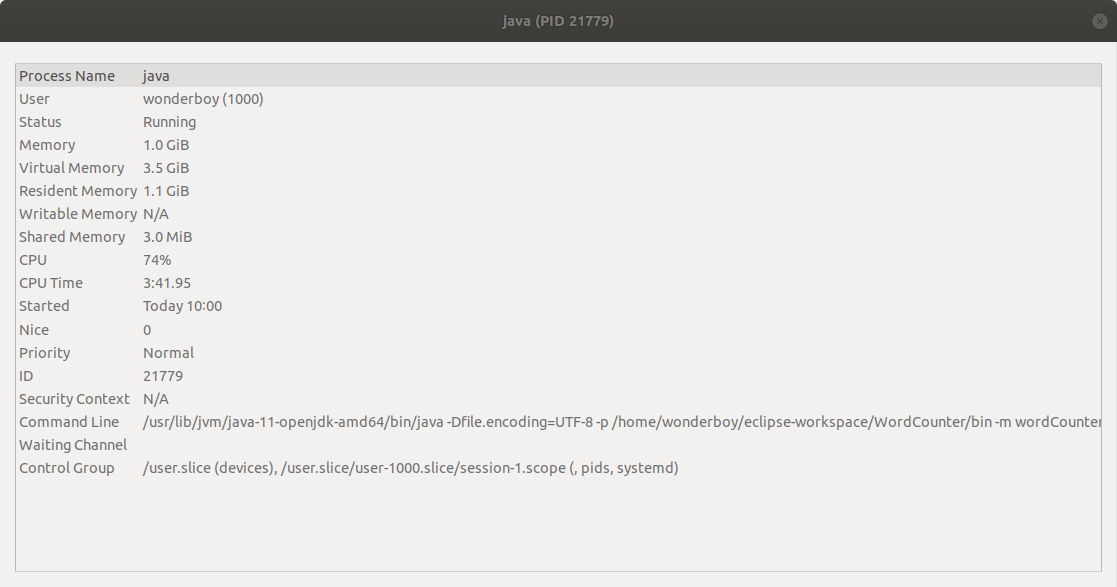 java (PID 21779)
Process Name java
User wonderboy (1000)
Status Running
Memory 1.0 GiB
Virtual Memory 3.5 GiB
Resident Memory 1.1 GiB
Writable Memory N/A
Shared Memory 3.0 MiB
CPU 74%
CPU Time 3:41.95
Started Today 10:00
Nice 0
Priority Normal
ID 21779
Security Context N/A
Command Line /usr/lib/jvm/java-11-openjdk-amd64/bin/java -Dfile.encoding=UTF-8 -p /home/wonderboy/eclipse-workspace/WordCounter/bin -m wordCounter
Waiting Channel
Control Group /user.slice (devices), /user.slice/user-1000.slice/session-1.scope (, pids, systemd)